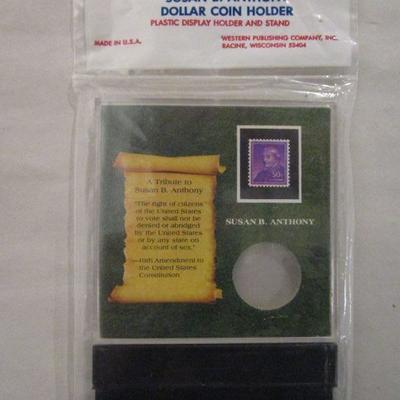 SUSAN B. ANTHONY
DOLLAR COIN HOLDER
PLASTIC DISPLAY HOLDER AND STAND
MADE IN U.S.A.
WESTERN PUBLISHING COMPANY, INC.
RACINE, WISCONSIN 53404
A Tribute to
Susan B. Anthony
"The right of citizens
of the United States
to vote shall not be
denied or abridged
by the United States
or by any state on
account of sex."
—19th Amendment to
the United States
Constitution
50¢
SUSAN B. ANTHONY